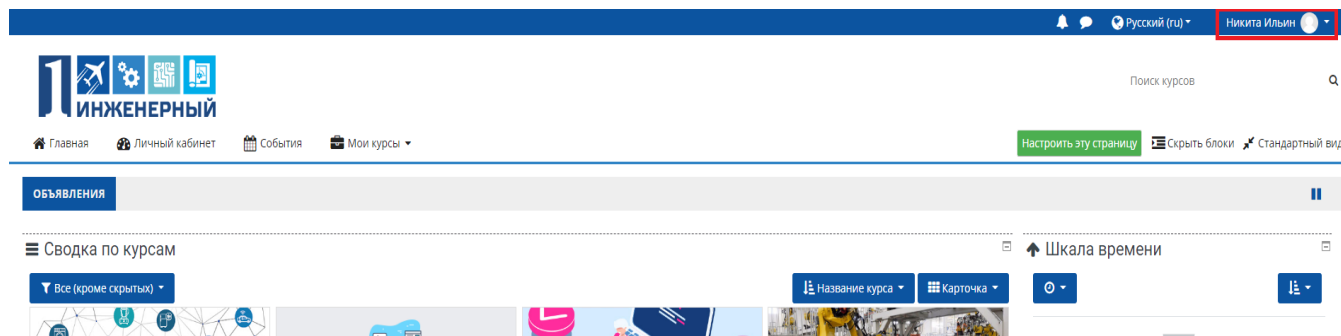 Русский (ru)
Никита Ильин
ИНЖЕНЕРНЫЙ
Поиск курсов
Главная
Личный кабинет
События
Мои курсы
Настроить эту страницу
Скрыть блоки
Стандартный вид
ОБЪЯВЛЕНИЯ
Сводка по курсам
Шкала времени
Все (кроме скрытых)
Название курса
Карточка